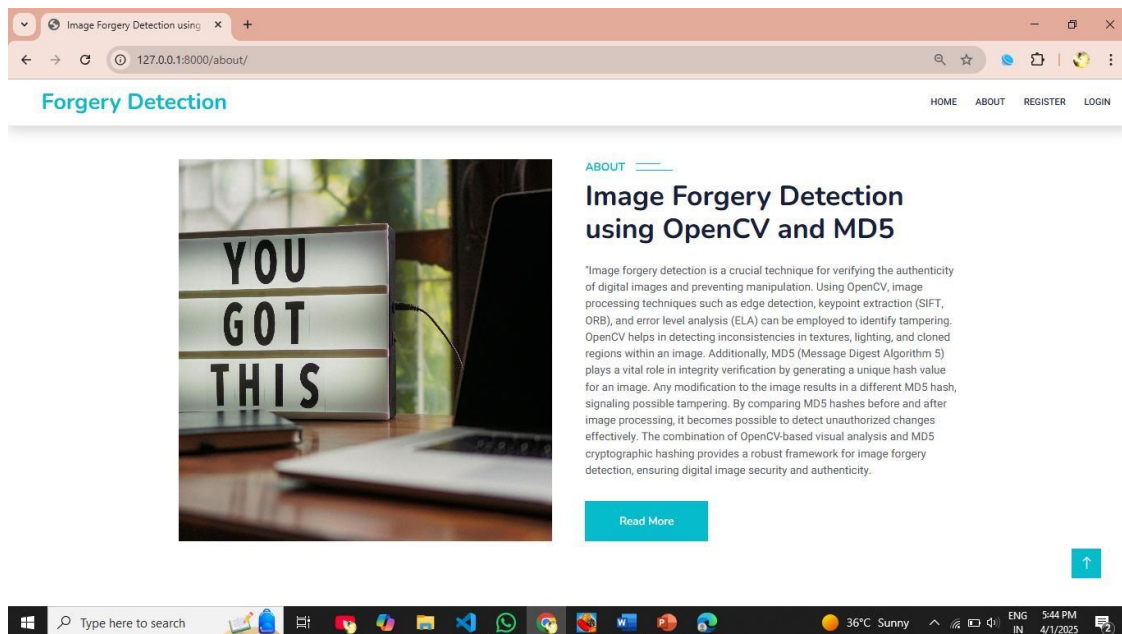 Image Forgery Detection using
127.0.0.1:8000/about/
Forgery Detection
HOME ABOUT REGISTER LOGIN
YOU
GOT
THIS
ABOUT
Image Forgery Detection
using OpenCV and MD5
"Image forgery detection is a crucial technique for verifying the authenticity
of digital images and preventing manipulation. Using OpenCV, image
processing techniques such as edge detection, keypoint extraction (SIFT,
ORB), and error level analysis (ELA) can be employed to identify tampering.
OpenCV helps in detecting inconsistencies in textures, lighting, and cloned
regions within an image. Additionally, MD5 (Message Digest Algorithm 5)
plays a vital role in integrity verification by generating a unique hash value
for an image. Any modification to the image results in a different MD5 hash,
signaling possible tampering. By comparing MD5 hashes before and after
image processing, it becomes possible to detect unauthorized changes
effectively. The combination of OpenCV-based visual analysis and MD5
cryptographic hashing provides a robust framework for image forgery
detection, ensuring digital image security and authenticity.
Read More
Type here to search
36°C Sunny
ENG
IN
5:44 PM
4/1/2025
2